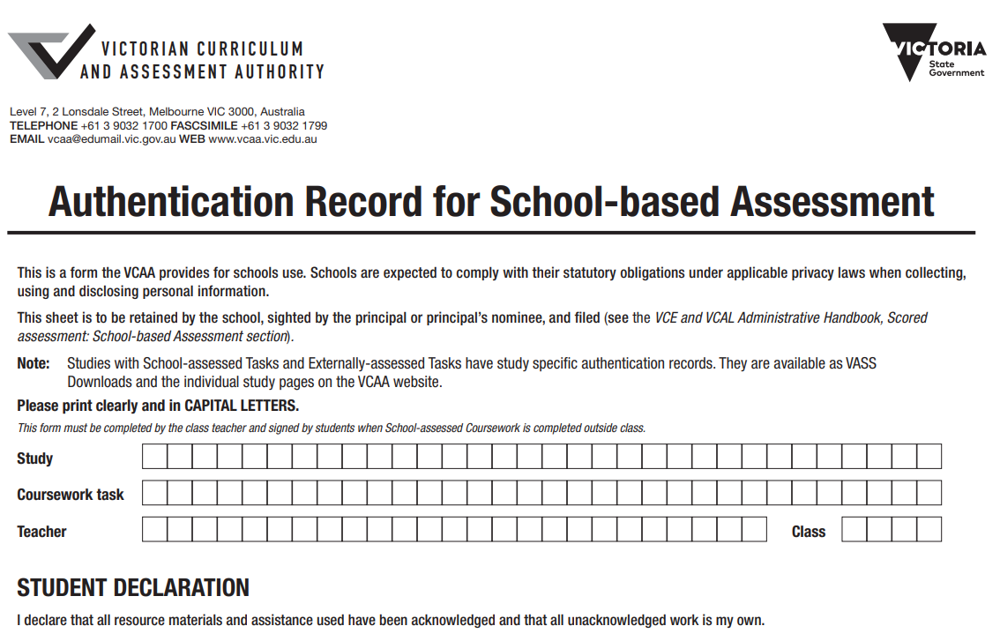 VICTORIAN CURRICULUM
AND ASSESSMENT AUTHORITY
VICTORIA
State
Government
Level 7, 2 Lonsdale Street, Melbourne VIC 3000, Australia
TELEPHONE +61 3 9032 1700 FASCSIMILE +61 3 9032 1799
EMAIL vcaa@edumail.vic.gov.au WEB www.vcaa.vic.edu.au
Authentication Record for School-based Assessment
This is a form the VCAA provides for schools use. Schools are expected to comply with their statutory obligations under applicable privacy laws when collecting,
using and disclosing personal information.
This sheet is to be retained by the school, sighted by the principal or principal's nominee, and filed (see the VCE and VCAL Administrative Handbook, Scored
assessment: School-based Assessment section).
Note: Studies with School-assessed Tasks and Externally-assessed Tasks have study specific authentication records. They are available as VASS
Downloads and the individual study pages on the VCAA website.
Please print clearly and in CAPITAL LETTERS.
This form must be completed by the class teacher and signed by students when School-assessed Coursework is completed outside class.
Study
Coursework task
Teacher Class
STUDENT DECLARATION
I declare that all resource materials and assistance used have been acknowledged and that all unacknowledged work is my own.